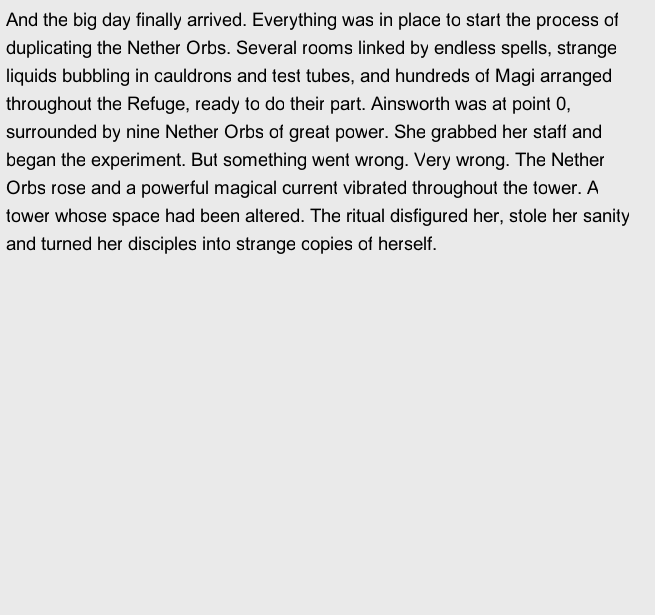 And the big day finally arrived. Everything was in place to start the process of
duplicating the Nether Orbs. Several rooms linked by endless spells, strange
liquids bubbling in cauldrons and test tubes, and hundreds of Magi arranged
throughout the Refuge, ready to do their part. Ainsworth was at point 0,
surrounded by nine Nether Orbs of great power. She grabbed her staff and
began the experiment. But something went wrong. Very wrong. The Nether
Orbs rose and a powerful magical current vibrated throughout the tower. A
tower whose space had been altered. The ritual disfigured her, stole her sanity
and turned her disciples into strange copies of herself.